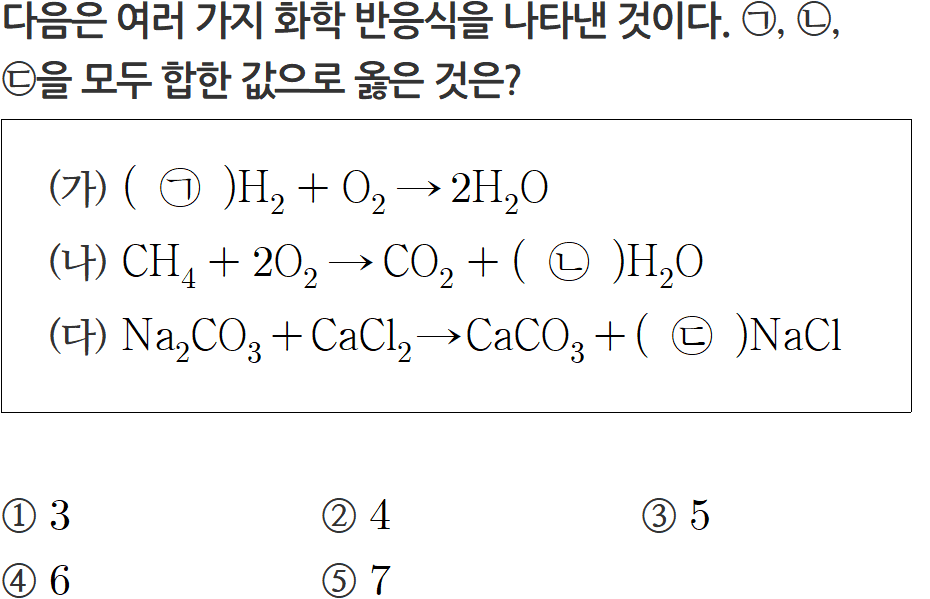 다음은 여러 가지 화학 반응식을 나타낸 것이다. ㉠, ㉡,
㉢을 모두 합한 값으로 옳은 것은?
(가) ( ㉠ )H₂ + O₂ → 2H₂O
(나) CH₄ + 2O₂ → CO₂ + ( ㉡ )H₂O
(다) Na₂CO₃ + CaCl₂ → CaCO₃ + ( ㉢ )NaCl
① 3 ② 4 ③ 5
④ 6 ⑤ 7